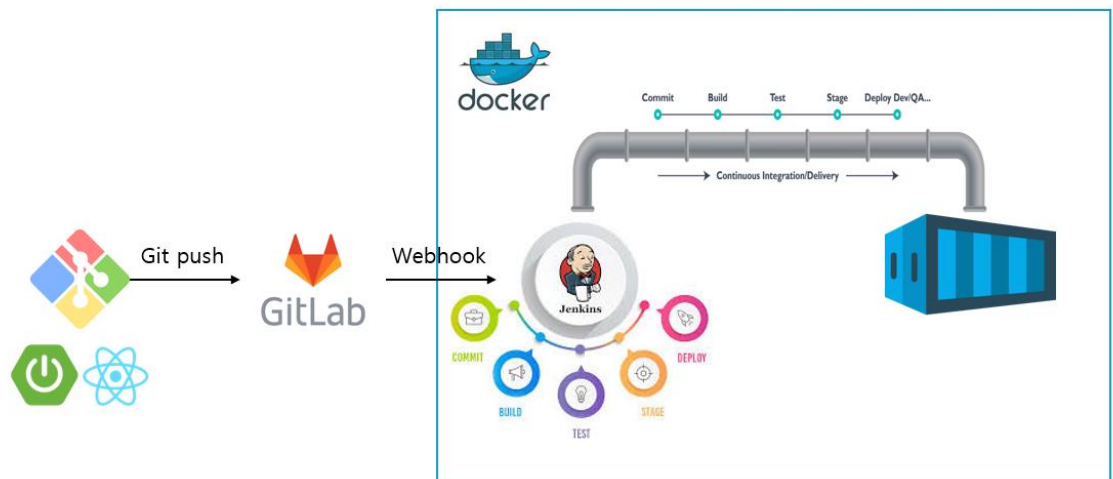 docker
Commit Build Test Stage Deploy Dev/QA...
Continuous Integration/Delivery
Git push
GitLab
Webhook
Jenkins
COMMIT
BUILD
TEST
STAGE
DEPLOY